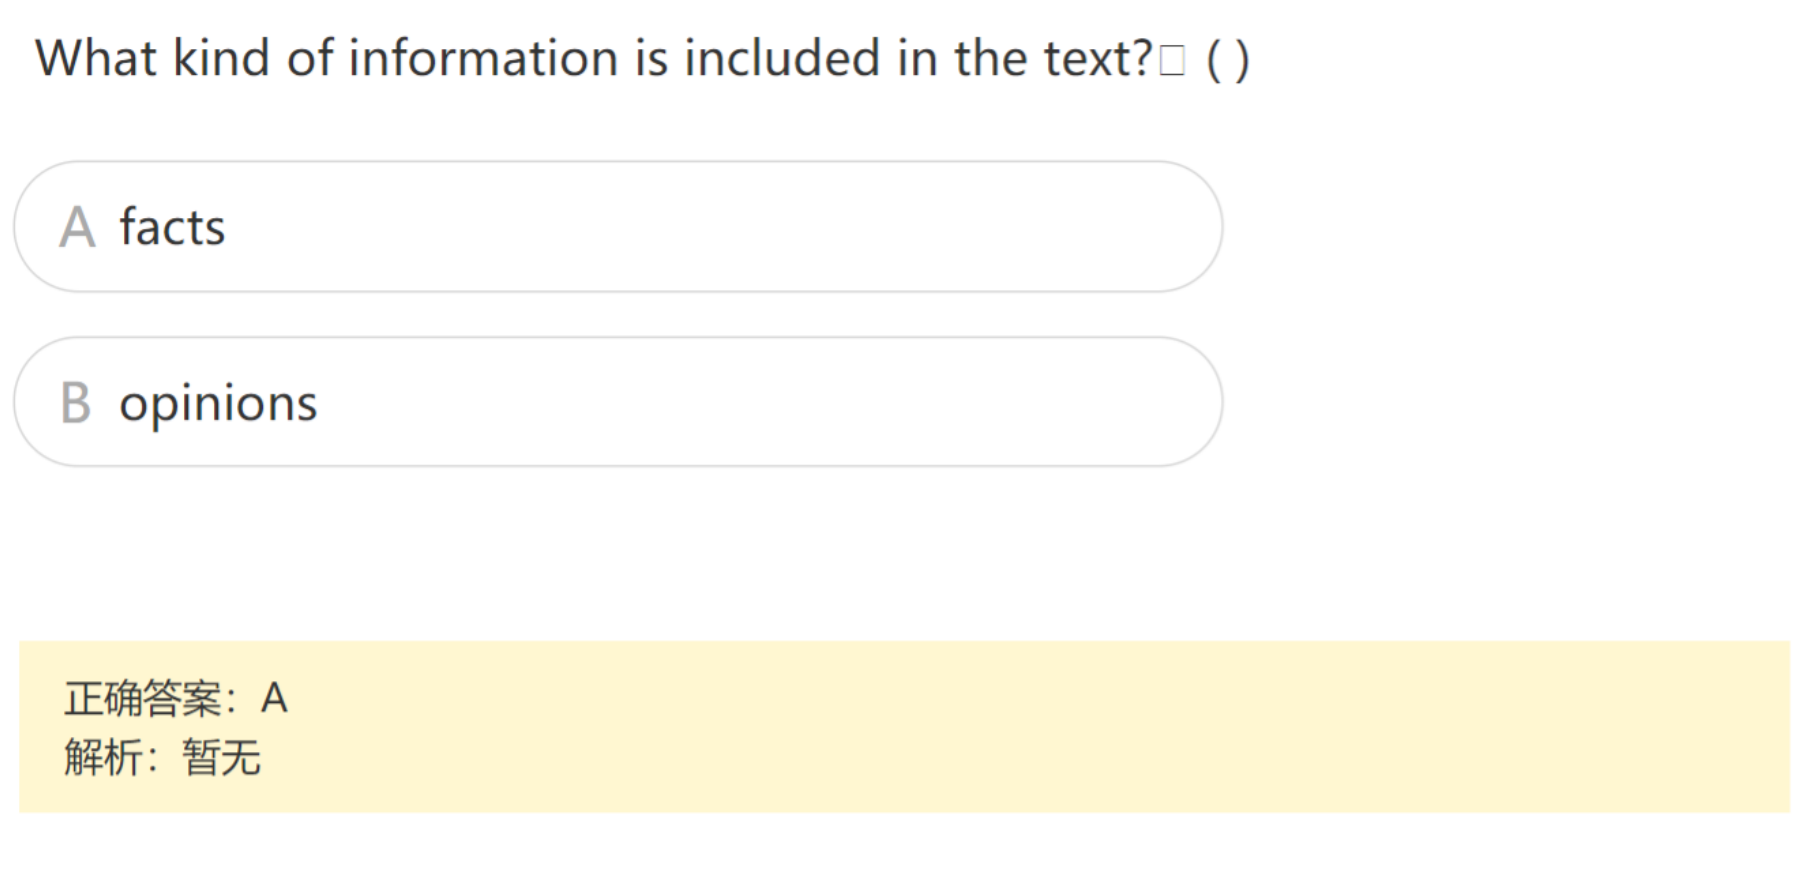 What kind of information is included in the text?□ ( )
A facts
B opinions
正确答案：A
解析：暂无